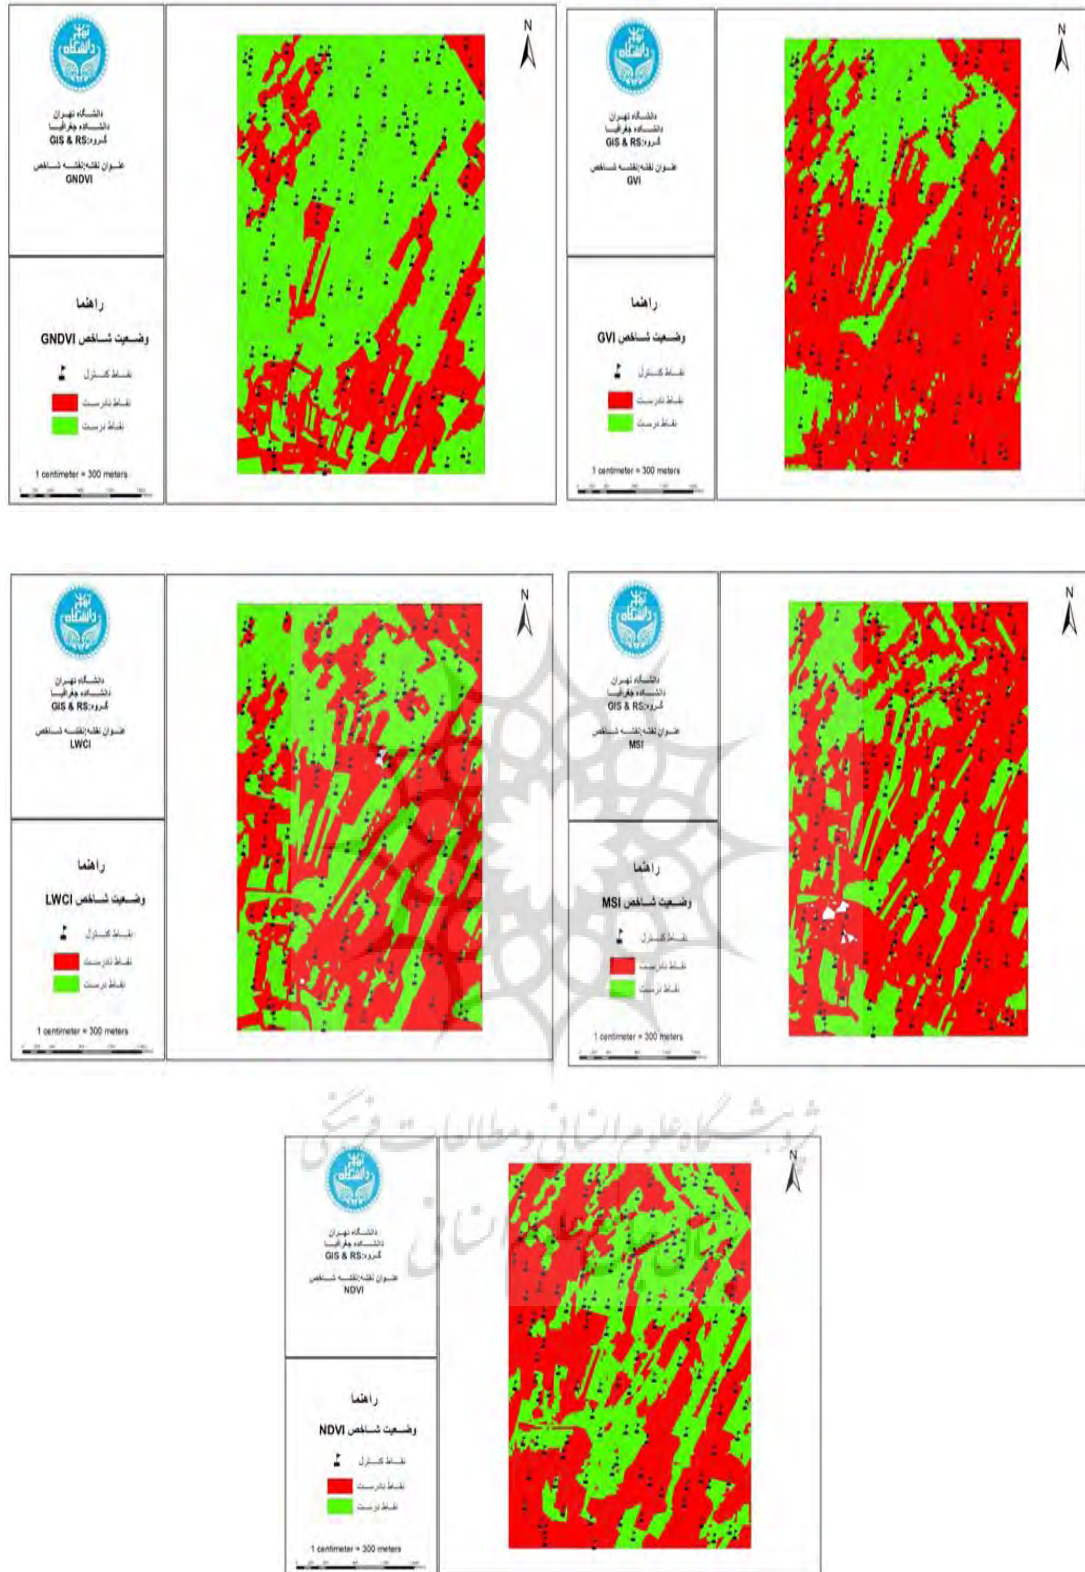 دانشگاه تهران
دانشکده جغرافیا
گروه:GIS & RS
عنوان نقشه:نقشه شاخص
GNDVI
N
راهنما
وضعیت شاخص GNDVI
نقاط کنترل
نقاط نادرست
نقاط درست
1 centimeter = 300 meters
دانشگاه تهران
دانشکده جغرافیا
گروه:GIS & RS
عنوان نقشه:نقشه شاخص
GVI
N
راهنما
وضعیت شاخص GVI
نقاط کنترل
نقاط نادرست
نقاط درست
1 centimeter = 300 meters
دانشگاه تهران
دانشکده جغرافیا
گروه:GIS & RS
عنوان نقشه:نقشه شاخص
LWCI
N
راهنما
وضعیت شاخص LWCI
نقاط کنترل
نقاط نادرست
نقاط درست
1 centimeter = 300 meters
دانشگاه تهران
دانشکده جغرافیا
گروه:GIS & RS
عنوان نقشه:نقشه شاخص
MSI
N
راهنما
وضعیت شاخص MSI
نقاط کنترل
نقاط نادرست
نقاط درست
1 centimeter = 300 meters
پژوهشگاه علوم انسانی و مطالعات فرهنگی
دانشگاه تهران
دانشکده جغرافیا
گروه:GIS & RS
عنوان نقشه:نقشه شاخص
NDVI
N
راهنما
وضعیت شاخص NDVI
نقاط کنترل
نقاط نادرست
نقاط درست
1 centimeter = 300 meters